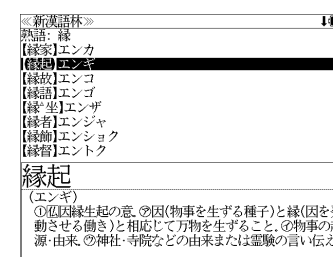 ≪新漢語林≫
熟語: 縁
【縁家】エンカ
【縁起】エンギ
【縁故】エンコ
【縁語】エンゴ
【縁坐】エンザ
【縁者】エンジャ
【縁飾】エンショク
【縁督】エントク
縁起
(エンギ)
①仏因縁生起の意. ㋐因(物事を生ずる種子)と縁(因を
動させる働き)と相応じて万物を生ずること. ㋑物事の
源·由来. ㋒神社·寺院などの由来または霊験の言い伝え